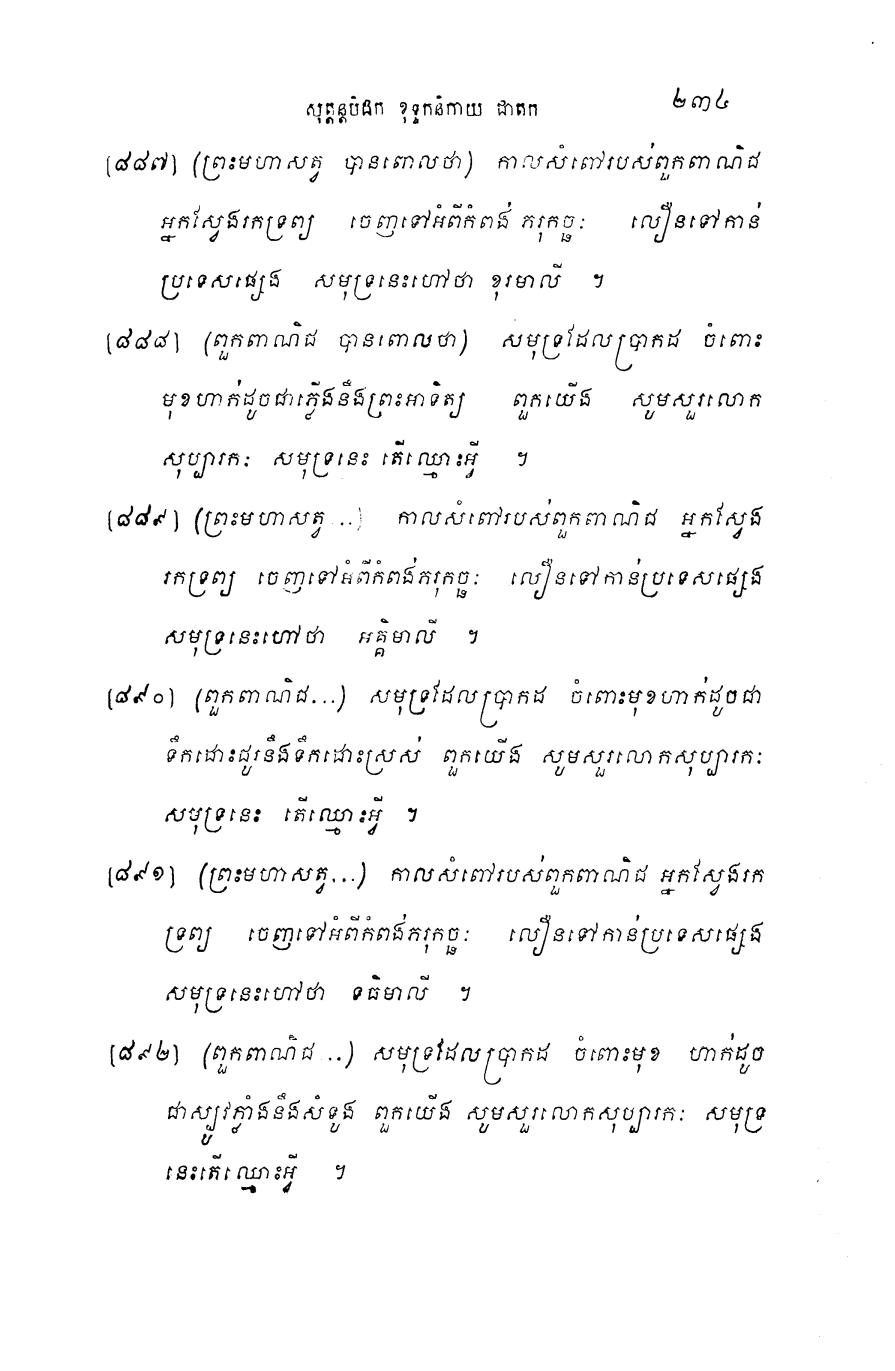 សុត្តន្តបិដក ខុទ្ទកនិកាយ ជាតក ២៣៤
[៨៨៧] (ព្រះមហាសត្វ បានពោលថា) កាលសំពៅរបស់ពួកពាណិជ
អ្នកស្វែងរកទ្រព្យ ចេញទៅអំពីកំពង់ ភរុកច្ឆៈ លឿនទៅកាន់
ប្រទេសផ្សេង សមុទ្រនេះហៅថា ខុរមាលី ។
[៨៨៨] (ពួកពាណិជ បានពោលថា) សមុទ្រដែលប្រាកដ ចំពោះ
មុខហាក់ដូចជាភ្លើងនឹងព្រះអាទិត្យ ពួកយើង សូមសួរលោក
សុប្បារកៈ សមុទ្រនេះ តើឈ្មោះអ្វី ។
[៨៨៩] (ព្រះមហាសត្វ ..) កាលសំពៅរបស់ពួកពាណិជ អ្នកស្វែង
រកទ្រព្យ ចេញទៅអំពីកំពង់ភរុកច្ឆៈ លឿនទៅកាន់ប្រទេសផ្សេង
សមុទ្រនេះហៅថា អគ្គិមាលី ។
[៨៩០] (ពួកពាណិជ...) សមុទ្រដែលប្រាកដ ចំពោះមុខហាក់ដូចជា
ទឹកដោះជូរនឹងទឹកដោះស្រស់ ពួកយើង សូមសួរលោកសុប្បារកៈ
សមុទ្រនេះ តើឈ្មោះអ្វី ។
[៨៩១] (ព្រះមហាសត្វ...) កាលសំពៅរបស់ពួកពាណិជ អ្នកស្វែងរក
ទ្រព្យ ចេញទៅអំពីកំពង់ភរុកច្ឆៈ លឿនទៅកាន់ប្រទេសផ្សេង
សមុទ្រនេះហៅថា ទធិមាលី ។
[៨៩២] (ពួកពាណិជ ..) សមុទ្រដែលប្រាកដ ចំពោះមុខ ហាក់ដូច
ជាស្បូវភ្លាំងនឹងសំទូង ពួកយើង សូមសួរលោកសុប្បារកៈ សមុទ្រ
នេះតើឈ្មោះអ្វី ។